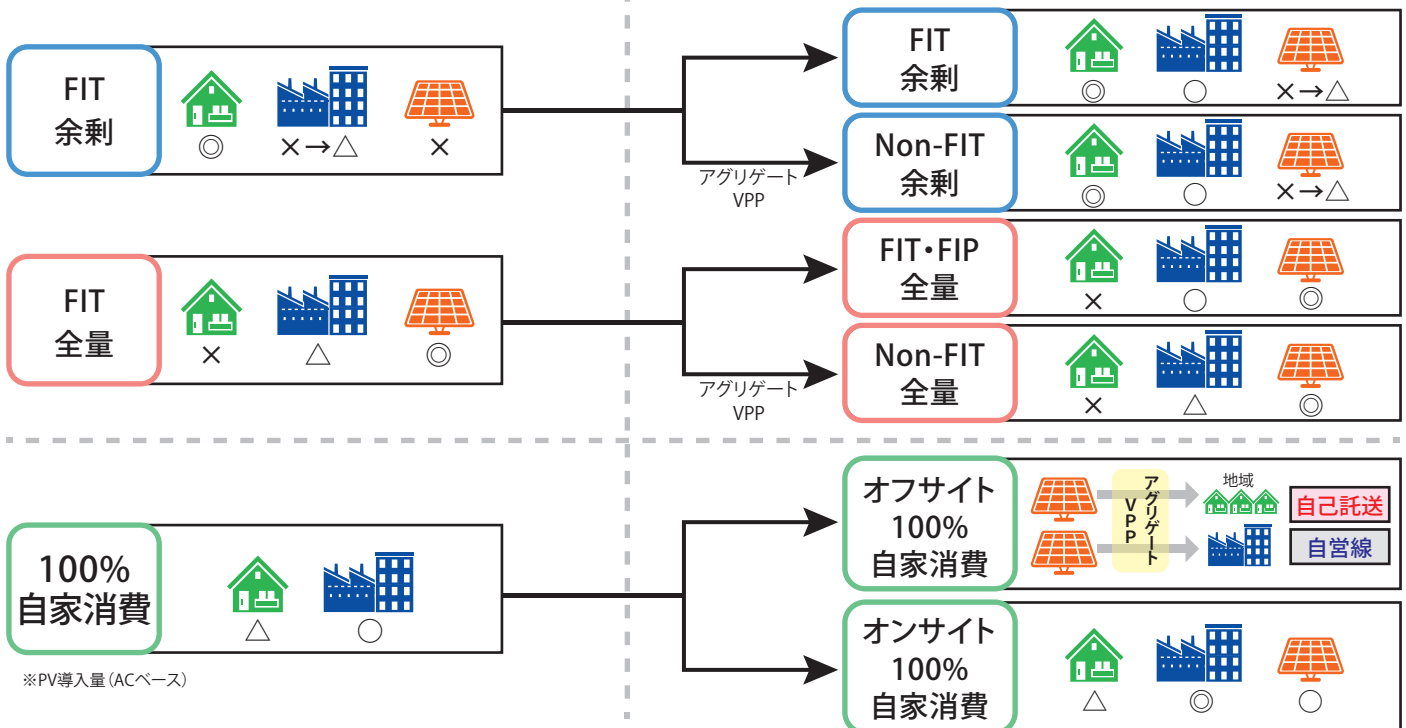 FIT
余剰
◎
×→△
×
FIT
余剰
◎
○
×→△
アグリゲート
VPP
Non-FIT
余剰
◎
○
×→△
FIT
全量
×
△
◎
FIT・FIP
全量
×
○
◎
アグリゲート
VPP
Non-FIT
全量
×
△
◎
100%
自家消費
△
○
※PV導入量(ACベース)
オフサイト
100%
自家消費
アグリゲート
VPP
地域
自己託送
自営線
オンサイト
100%
自家消費
△
◎
○